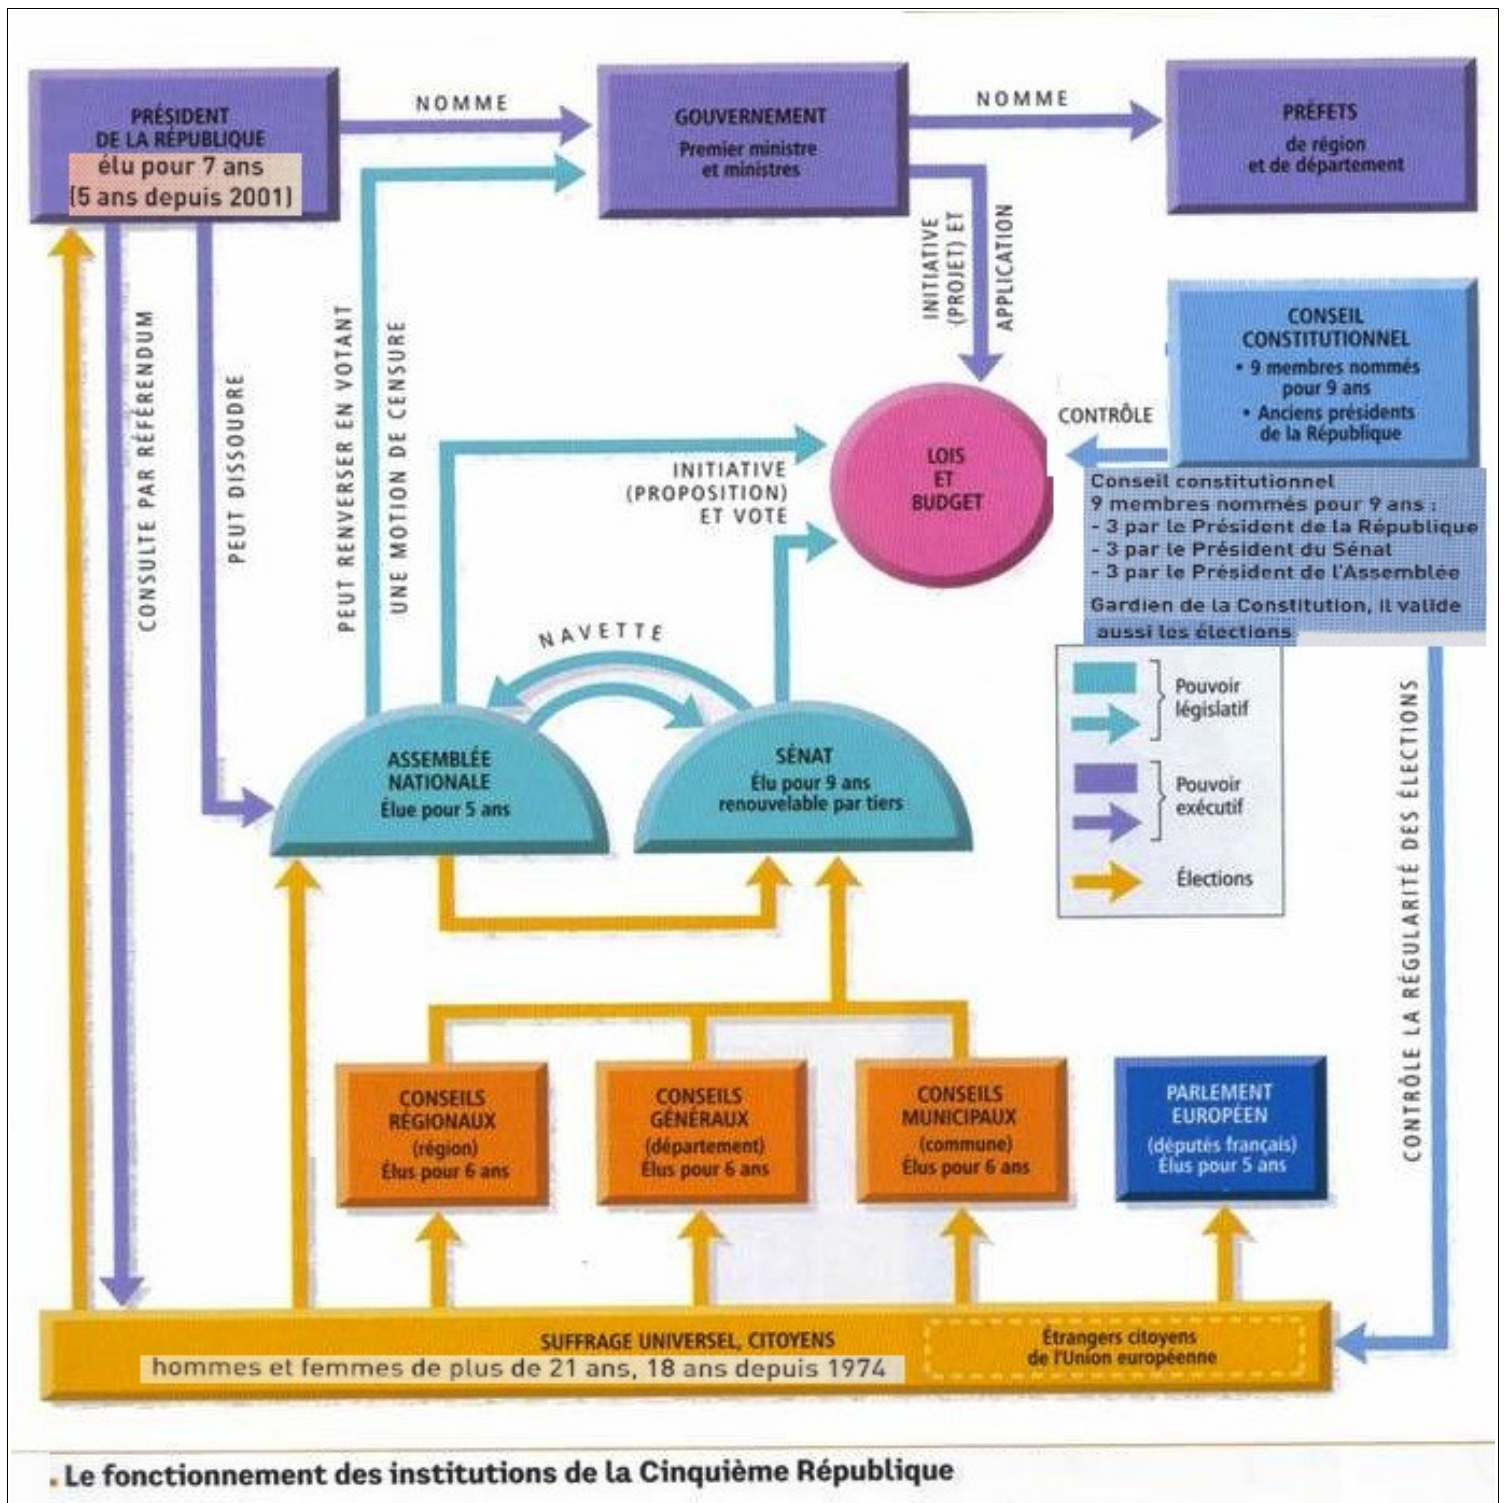 PRÉSIDENT
DE LA RÉPUBLIQUE
élu pour 7 ans
(5 ans depuis 2001)
NOMME
GOUVERNEMENT
Premier ministre
et ministres
NOMME
PRÉFETS
de région
et de département
CONSULTE PAR RÉFÉRENDUM
PEUT DISSOUDRE
PEUT RENVERSER EN VOTANT
UNE MOTION DE CENSURE
INITIATIVE
(PROJET) ET
APPLICATION
CONSEIL
CONSTITUTIONNEL
• 9 membres nommés
pour 9 ans
• Anciens présidents
de la République
CONTRÔLE
LOIS
ET
BUDGET
INITIATIVE
(PROPOSITION)
ET VOTE
Conseil constitutionnel
9 membres nommés pour 9 ans :
- 3 par le Président de la République
- 3 par le Président du Sénat
- 3 par le Président de l'Assemblée
Gardien de la Constitution, il valide
aussi les élections
NAVETTE
ASSEMBLÉE
NATIONALE
Élue pour 5 ans
SÉNAT
Élu pour 9 ans
renouvelable par tiers
Pouvoir
législatif
Pouvoir
exécutif
Élections
CONTRÔLE LA RÉGULARITÉ DES ÉLECTIONS
CONSEILS
RÉGIONAUX
(région)
Élus pour 6 ans
CONSEILS
GÉNÉRAUX
(département)
Élus pour 6 ans
CONSEILS
MUNICIPAUX
(commune)
Élus pour 6 ans
PARLEMENT
EUROPÉEN
(députés français)
Élus pour 5 ans
SUFFRAGE UNIVERSEL, CITOYENS
hommes et femmes de plus de 21 ans, 18 ans depuis 1974
Étrangers citoyens
de l'Union européenne
. Le fonctionnement des institutions de la Cinquième République